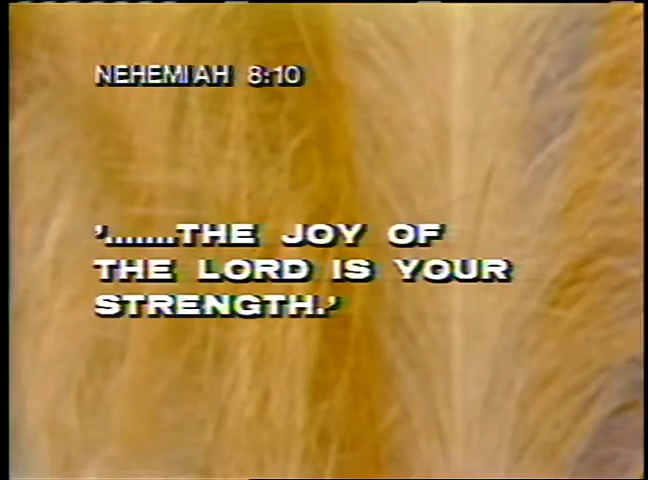 NEHEMIAH 8:10
'.......THE JOY OF
THE LORD IS YOUR
STRENGTH.'